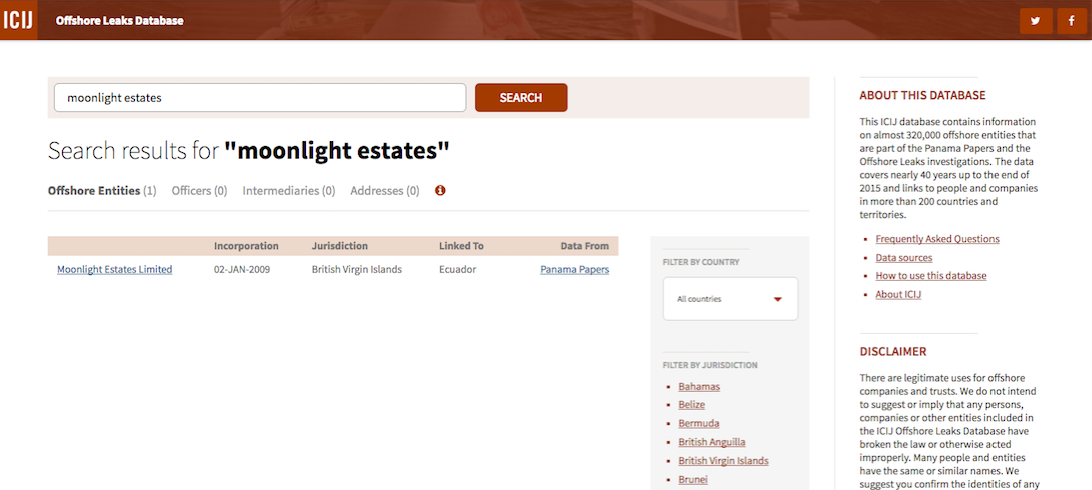 ICIJ Offshore Leaks Database
moonlight estates SEARCH
Search results for "moonlight estates"
Offshore Entities (1) Officers (0) Intermediaries (0) Addresses (0)
Incorporation Jurisdiction Linked To Data From
Moonlight Estates Limited 02-JAN-2009 British Virgin Islands Ecuador Panama Papers
FILTER BY COUNTRY
All countries
FILTER BY JURISDICTION
Bahamas
Belize
Bermuda
British Anguilla
British Virgin Islands
Brunei
ABOUT THIS DATABASE
This ICIJ database contains information
on almost 320,000 offshore entities that
are part of the Panama Papers and the
Offshore Leaks investigations. The data
covers nearly 40 years up to the end of
2015 and links to people and companies
in more than 200 countries and
territories.
Frequently Asked Questions
Data sources
How to use this database
About ICIJ
DISCLAIMER
There are legitimate uses for offshore
companies and trusts. We do not intend
to suggest or imply that any persons,
companies or other entities included in
the ICIJ Offshore Leaks Database have
broken the law or otherwise acted
improperly. Many people and entities
have the same or similar names. We
suggest you confirm the identities of any